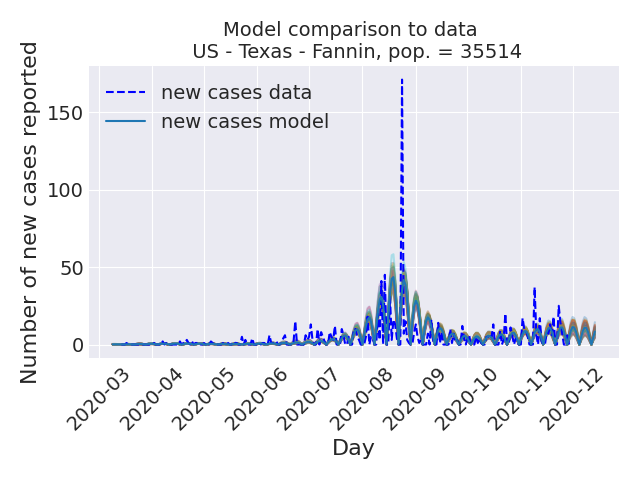 Model comparison to data
US - Texas - Fannin, pop. = 35514
Number of new cases reported
150
100
50
0
new cases data
new cases model
2020-03
2020-04
2020-05
2020-06
2020-07
2020-08
2020-09
2020-10
2020-11
2020-12
Day